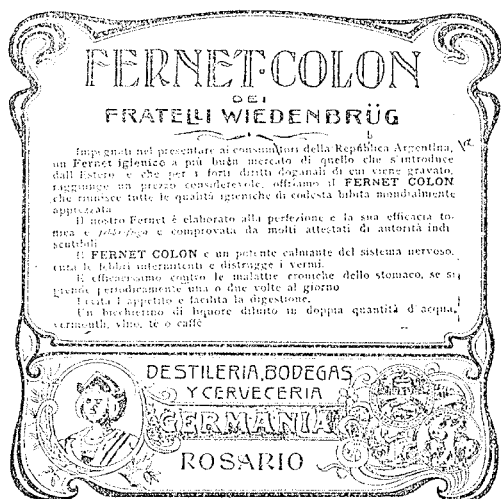 FERNET-COLON
DEI
FRATELLI WIEDENBRÜG
Impegnati nel presentare ai consumatori della República Argentina,
un Fernet igienico a più buon mercato di quello che s'introduce
dall'Estero e che per i forti diritti doganali di cui viene gravato,
raggiunge un prezzo considerevole, offriamo il FERNET COLON
che riunisce tutte le qualità igieniche di codesta bibita mondialmente
apprezzata
Il nostro Fernet è elaborato alla perfezione e la sua efficacia to-
nica e febbrifuga è comprovata da molti attestati di autorità indi-
scutibili
Il FERNET COLON è un potente calmante del sistema nervoso,
cura le febbri intermittenti e distrugge i vermi.
È efficacissimo contro le malattie croniche dello stomaco, se si
prende periodicamente una o due volte al giorno
Eccita l'appetito e facilita la digestione.
Un bicchierino di liquore diluito in doppia quantità d'acqua,
vermouth, vino, té o caffè
DESTILERIA, BODEGAS
Y CERVECERIA
GERMANIA
ROSARIO